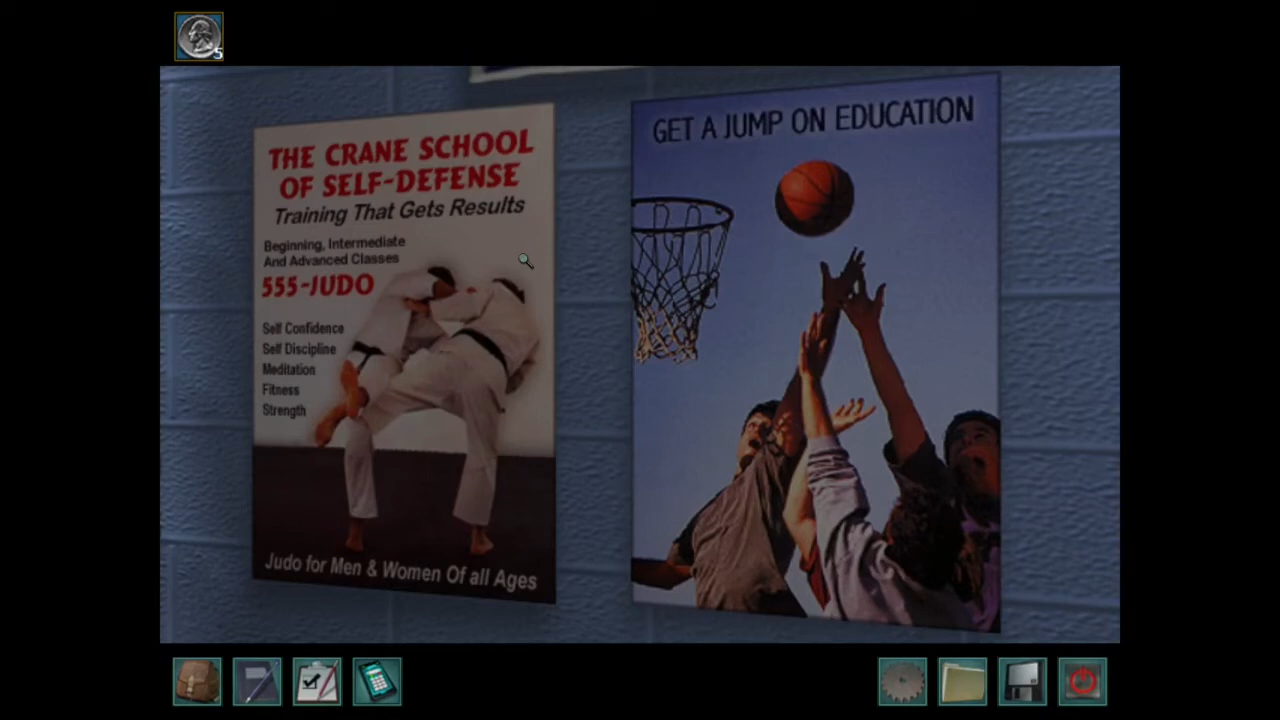 5
THE CRANE SCHOOL
OF SELF-DEFENSE
Training That Gets Results
Beginning, Intermediate
And Advanced Classes
555-JUDO
Self Confidence
Self Discipline
Meditation
Fitness
Strength
Judo for Men & Women Of all Ages
GET A JUMP ON EDUCATION